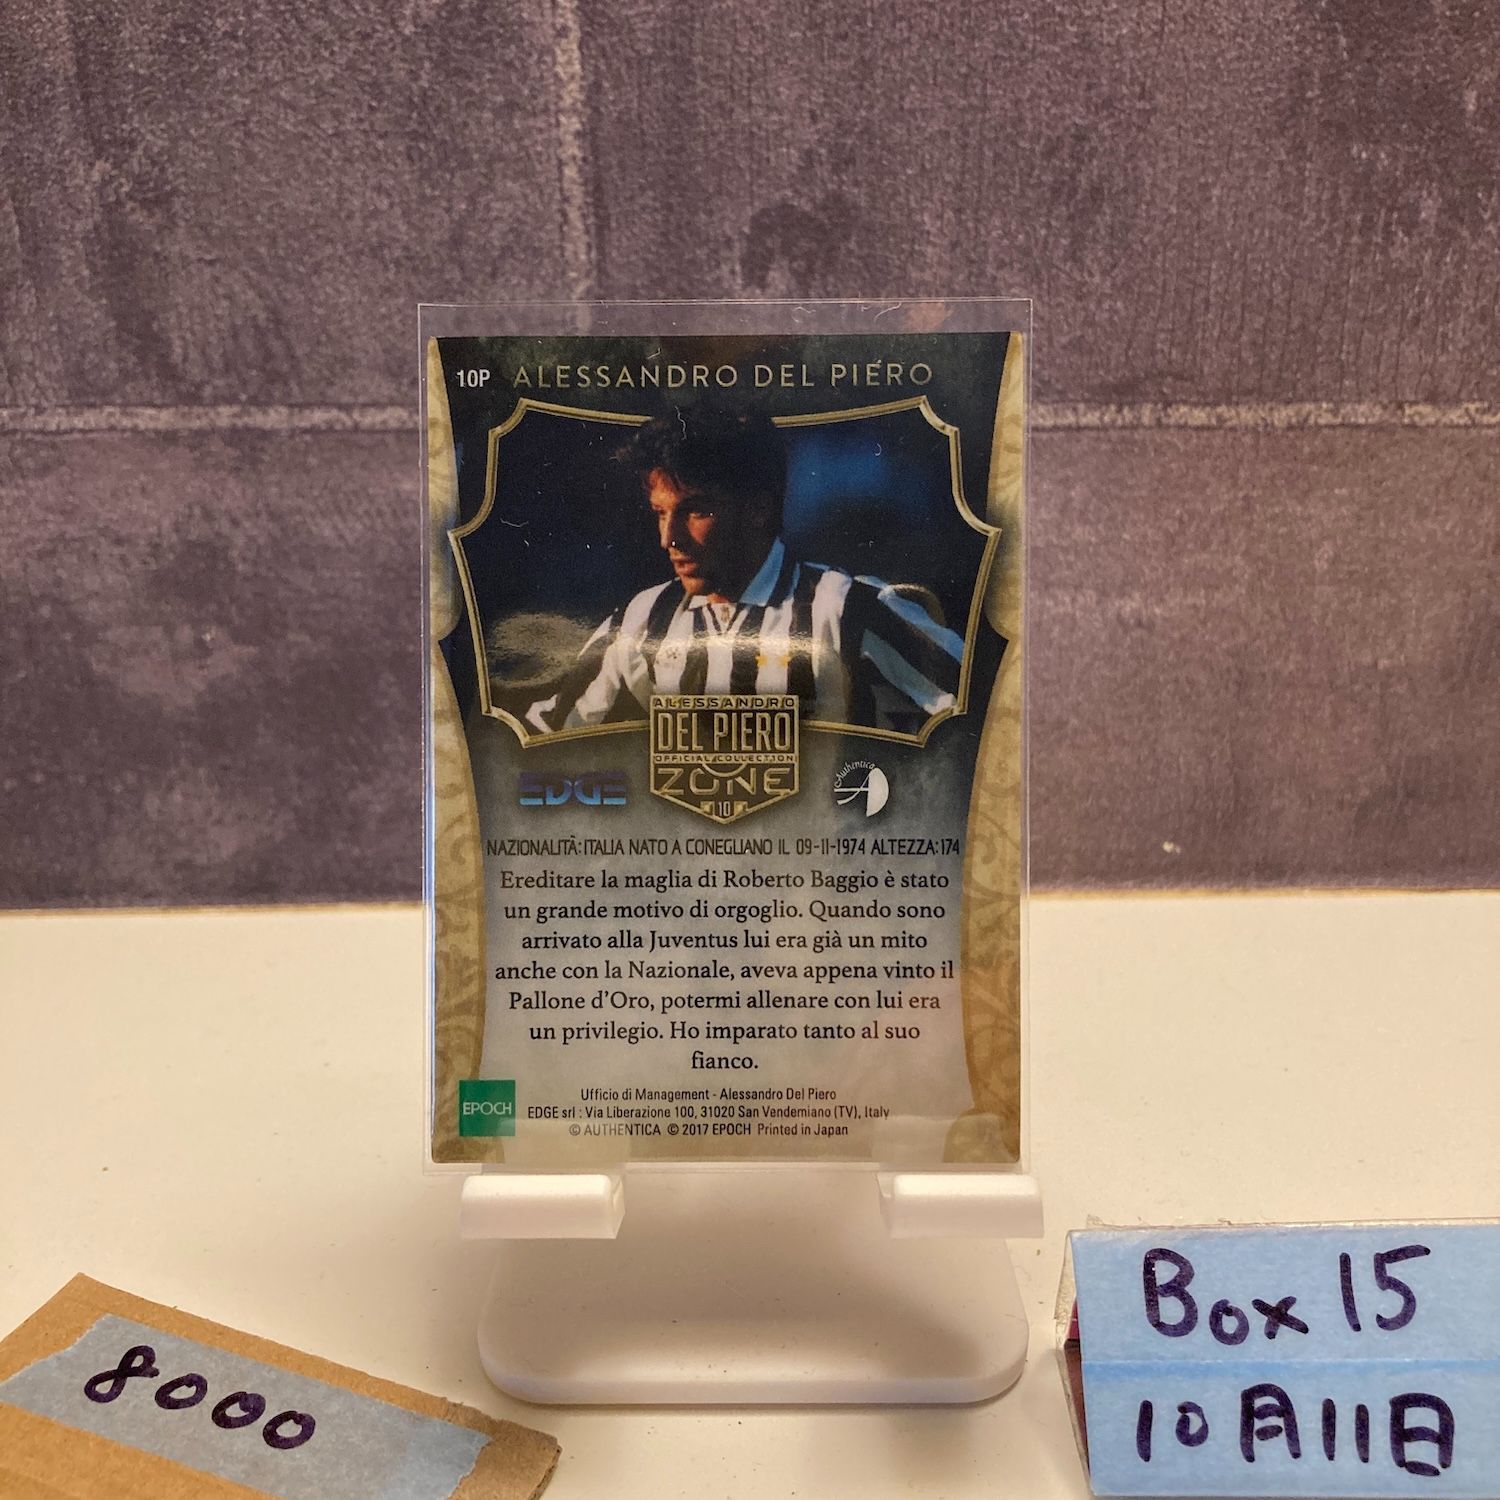 10P ALESSANDRO DEL PIERO
ALESSANDRO
DEL PIERO
OFFICIAL COLLECTION
ZONE
10
EDGE
Authentica
NAZIONALITÀ: ITALIA NATO A CONEGLIANO IL 09-11-1974 ALTEZZA: 174
Ereditare la maglia di Roberto Baggio è stato
un grande motivo di orgoglio. Quando sono
arrivato alla Juventus lui era già un mito
anche con la Nazionale, aveva appena vinto il
Pallone d'Oro, potermi allenare con lui era
un privilegio. Ho imparato tanto al suo
fianco.
EPOCH
Ufficio di Management - Alessandro Del Piero
EDGE srl : Via Liberazione 100, 31020 San Vendemiano (TV), Italy
© AUTHENTICA © 2017 EPOCH Printed in Japan
8000
Box 15
10月11日